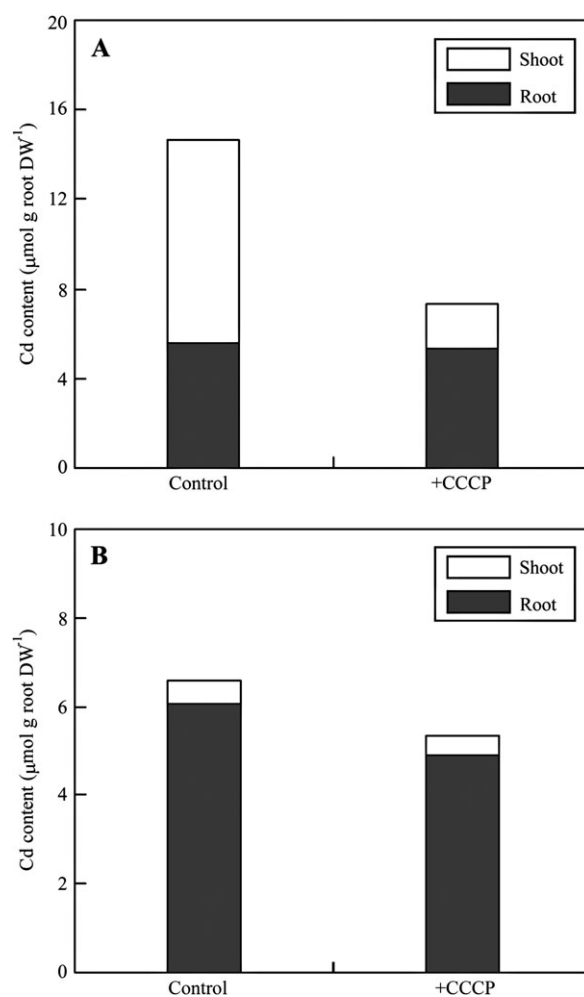 A
Shoot
Root
20
16
12
8
4
0
Cd content (μmol g root DW⁻¹)
Control
+CCCP
B
Shoot
Root
10
8
6
4
2
0
Cd content (μmol g root DW⁻¹)
Control
+CCCP